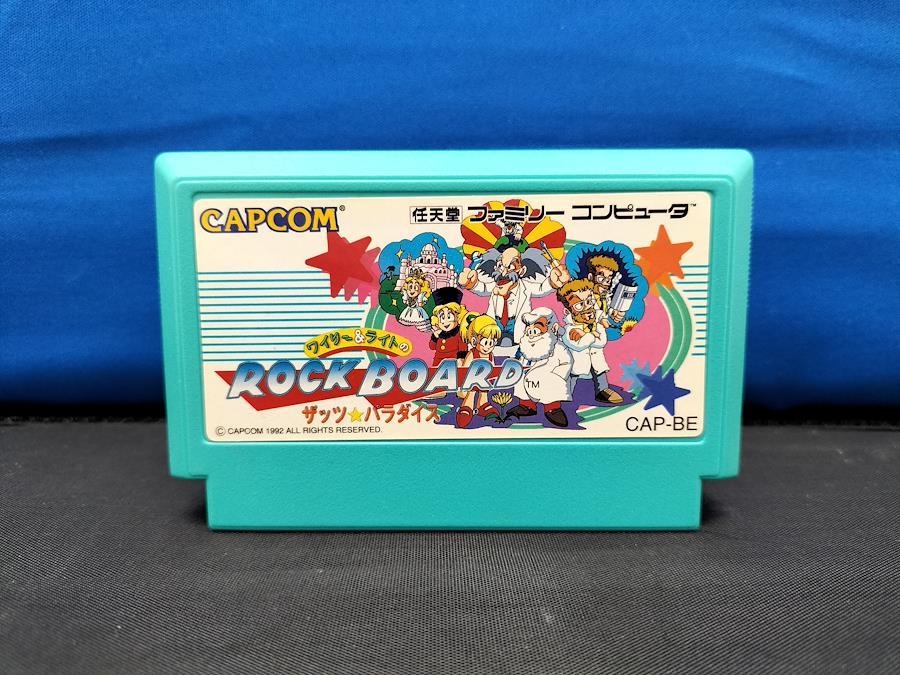 CAPCOM®
任天堂 ファミリーコンピュータ™
ワイリー&ライトの
ROCK BOARD™
ザッツ☆パラダイス
© CAPCOM 1992 ALL RIGHTS RESERVED.
CAP-BE